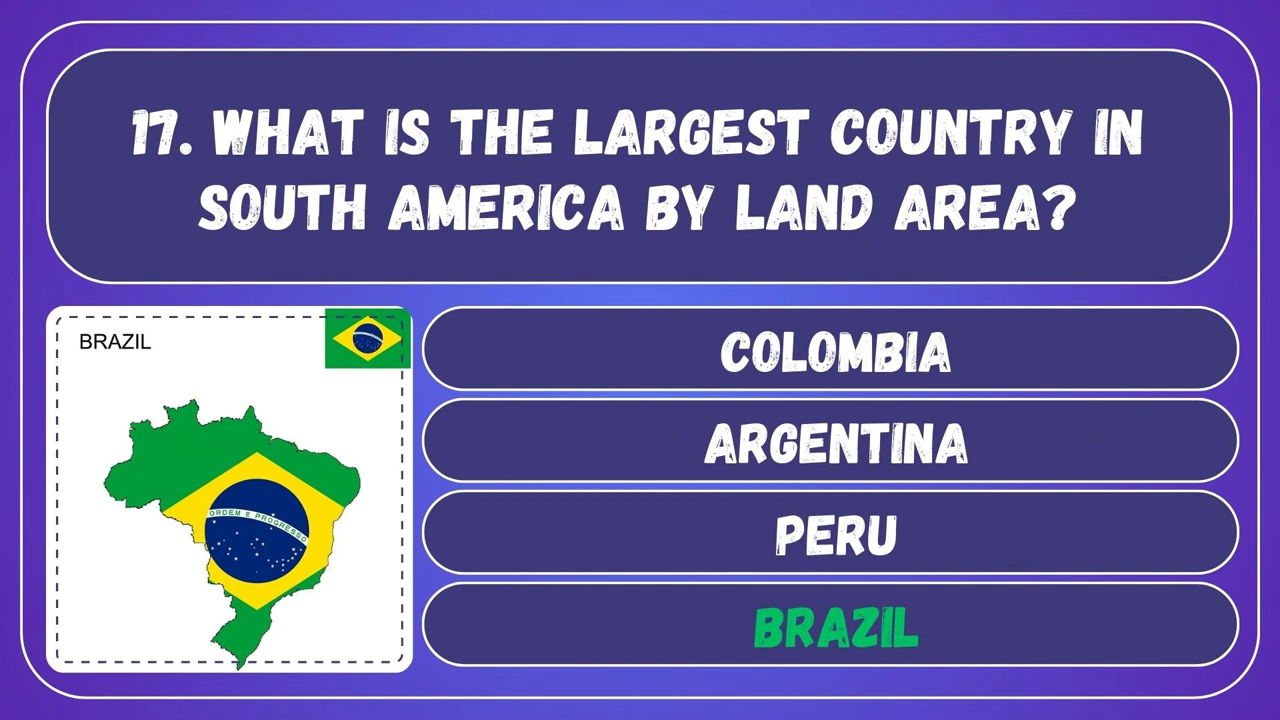 17. WHAT IS THE LARGEST COUNTRY IN
SOUTH AMERICA BY LAND AREA?
BRAZIL
ORDEM E PROGRESSO
COLOMBIA
ARGENTINA
PERU
BRAZIL